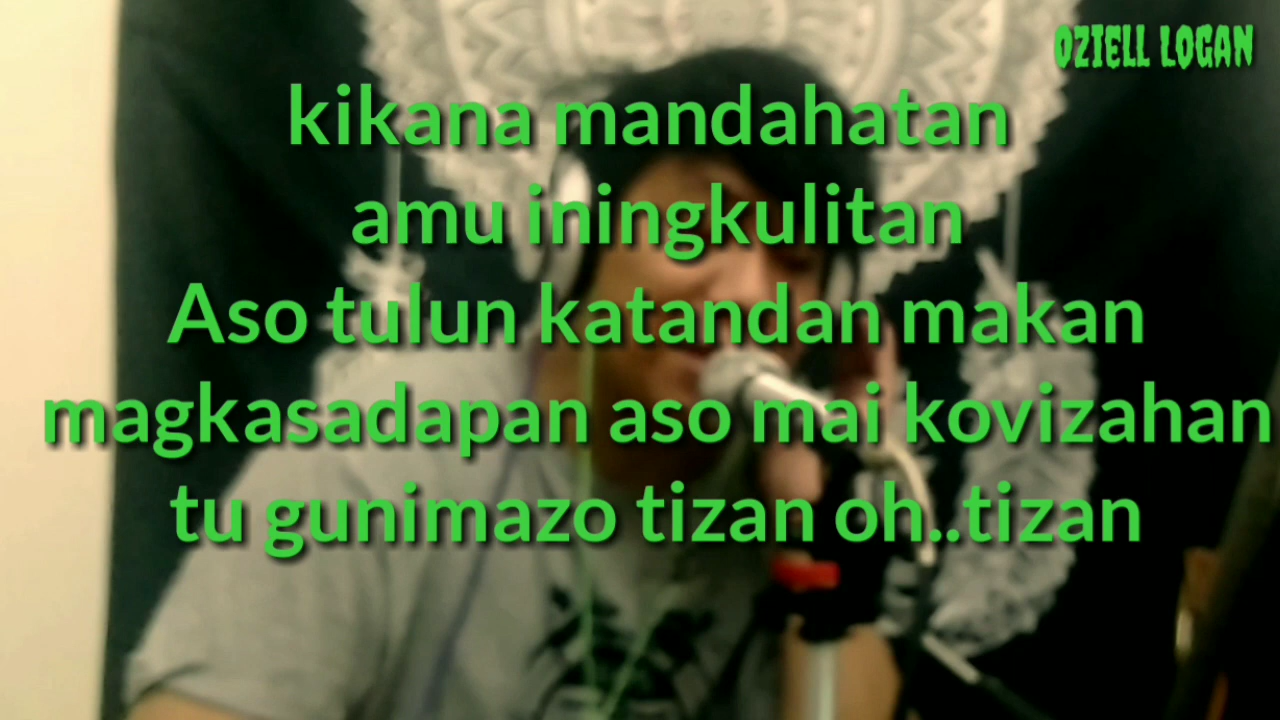 OZIELL LOGAN
kikana mandahatan
amu iningkulitan
Aso tulun katandan makan
magkasadapan aso mai kovizahan
tu gunimazo tizan oh..tizan